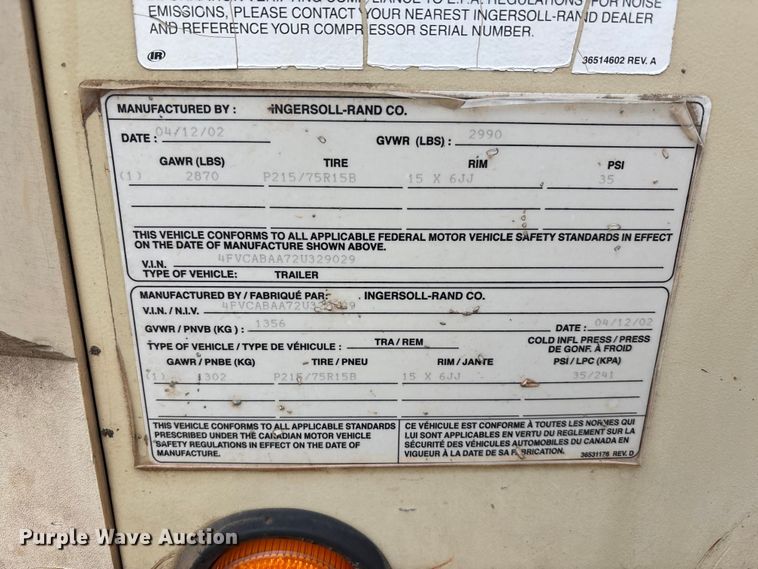 EMISSIONS, PLEASE CONTACT YOUR NEAREST INGERSOLL-RAND DEALER
AND REFERENCE YOUR COMPRESSOR SERIAL NUMBER.
IR
36514602 REV. A
MANUFACTURED BY : INGERSOLL-RAND CO.
DATE : 04/12/02 GVWR (LBS) : 2990
GAWR (LBS) TIRE RIM PSI
(1) 2870 P215/75R15B 15 X 6JJ 35
THIS VEHICLE CONFORMS TO ALL APPLICABLE FEDERAL MOTOR VEHICLE SAFETY STANDARDS IN EFFECT
ON THE DATE OF MANUFACTURE SHOWN ABOVE.
V.I.N. 4FVCABAA72U329029
TYPE OF VEHICLE: TRAILER
MANUFACTURED BY / FABRIQUÉ PAR: INGERSOLL-RAND CO.
V.I.N. / N.I.V. 4FVCABAA72U329029
GVWR / PNVB (KG) : 1356 DATE : 04/12/02
TYPE OF VEHICLE / TYPE DE VÉHICULE : TRA / REM
COLD INFL PRESS / PRESS
DE GONF. À FROID
GAWR / PNBE (KG) TIRE / PNEU RIM / JANTE PSI / LPC (KPA)
(1) 1302 P215/75R15B 15 X 6JJ 35/241
THIS VEHICLE CONFORMS TO ALL APPLICABLE STANDARDS
PRESCRIBED UNDER THE CANADIAN MOTOR VEHICLE
SAFETY REGULATIONS IN EFFECT ON THE DATE OF
MANUFACTURE.
CE VÉHICULE EST CONFORME À TOUTES LES NORMES QUI
LUI SONT APPLICABLES EN VERTU DU REGLEMENT SUR LA
SÉCURITÉ DES VÉHICULES AUTOMOBILES DU CANADA EN
VIGUEUR À LA DATE DE SA FABRICATION.
36531176 REV. D
Purple Wave Auction